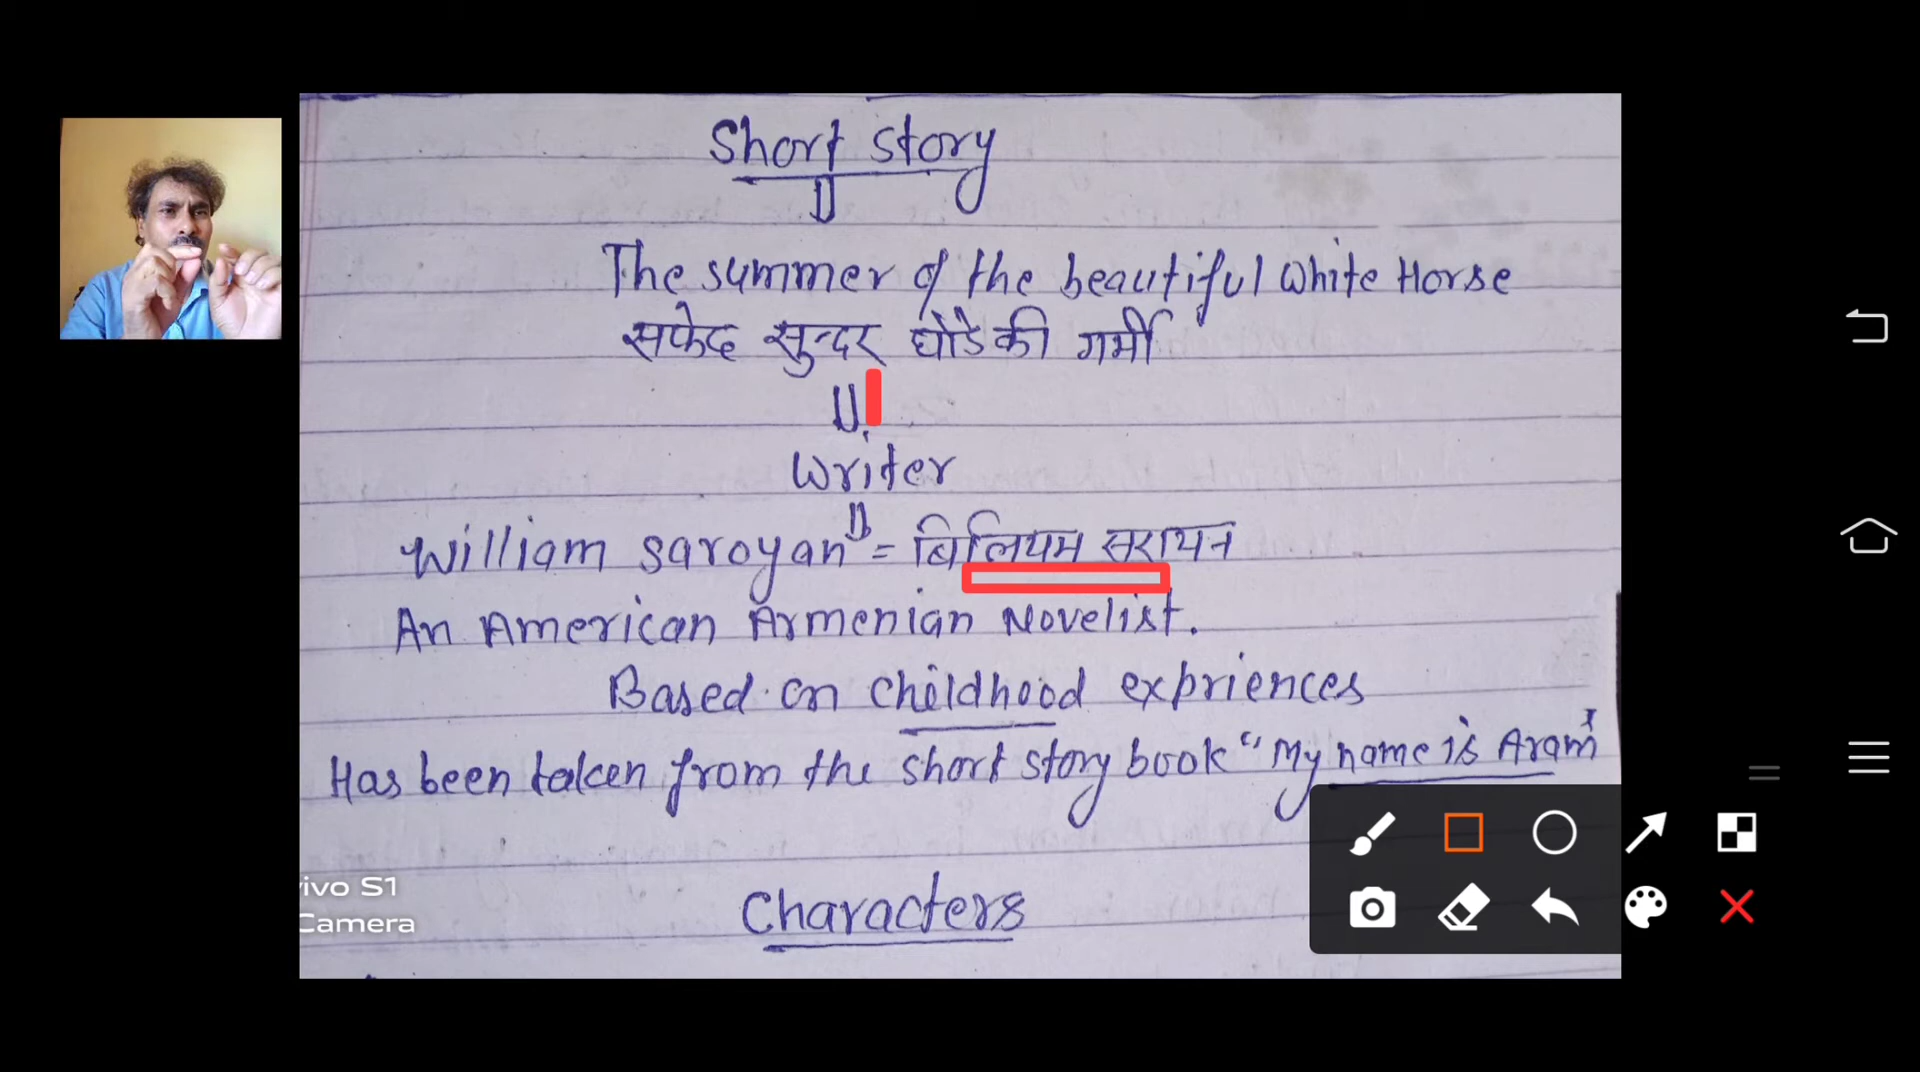 Short story
The summer of the beautiful White Horse
सफेद सुन्दर घोडे की गर्मी
Writer
William Saroyan = बिलियम सरायन
An American Armenian Novelist.
Based on childhood expriences
Has been taken from the short story book "My name is Aram"
vivo S1
Camera
Characters